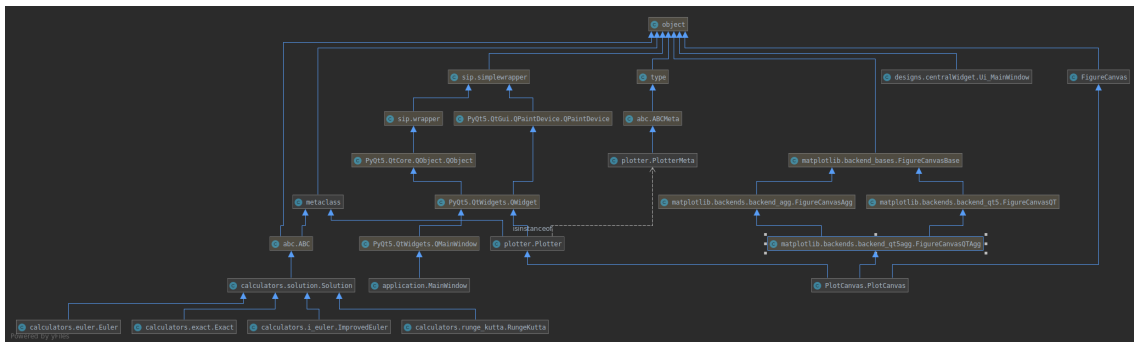 object
sip.simplewrapper
type
designs.centralWidget.Ui_MainWindow
FigureCanvas
sip.wrapper
PyQt5.QtGui.QPaintDevice.QPaintDevice
abc.ABCMeta
PyQt5.QtCore.QObject.QObject
plotter.PlotterMeta
matplotlib.backend_bases.FigureCanvasBase
metaclass
PyQt5.QtWidgets.QWidget
matplotlib.backends.backend_agg.FigureCanvasAgg
matplotlib.backends.backend_qt5.FigureCanvasQT
isinstanceof
abc.ABC
PyQt5.QtWidgets.QMainWindow
plotter.Plotter
matplotlib.backends.backend_qt5agg.FigureCanvasQTAgg
calculators.solution.Solution
application.MainWindow
PlotCanvas.PlotCanvas
calculators.euler.Euler
calculators.exact.Exact
calculators.i_euler.ImprovedEuler
calculators.runge_kutta.RungeKutta
Powered by yFiles